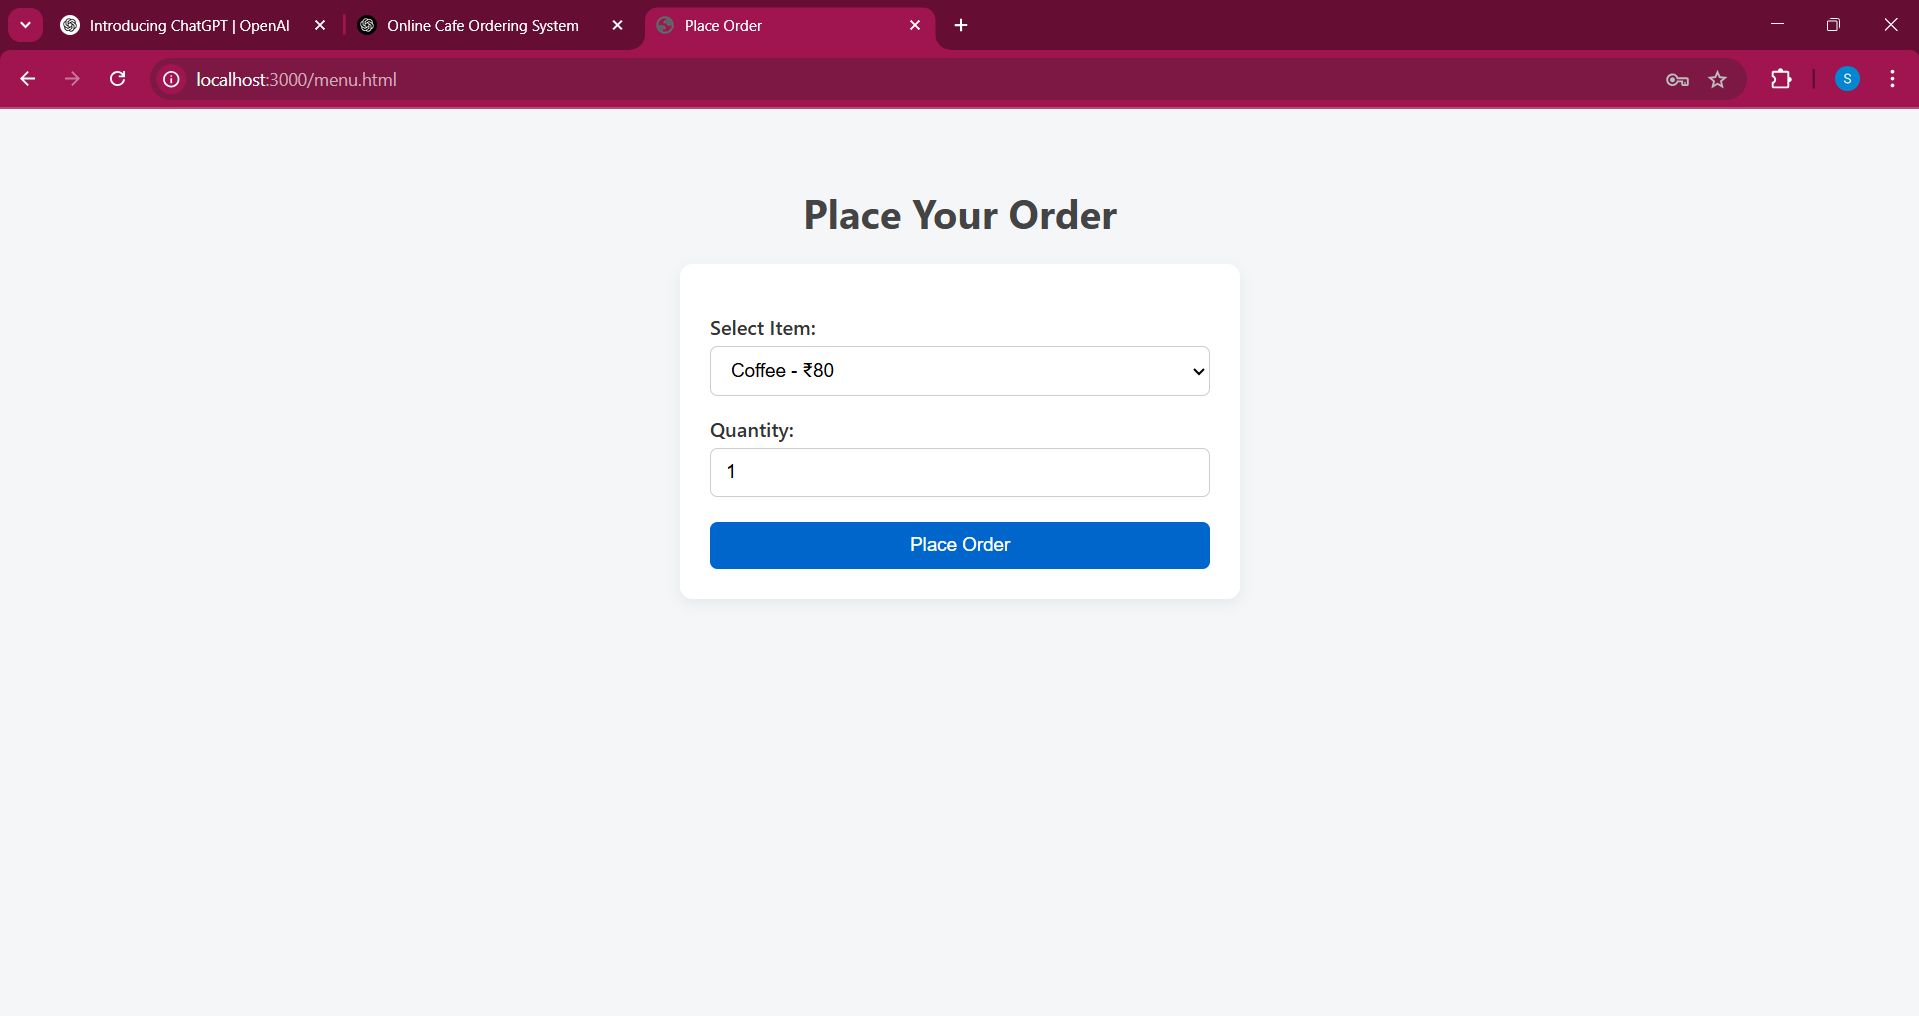 Introducing ChatGPT | OpenAI
Online Cafe Ordering System
Place Order
localhost:3000/menu.html
S
Place Your Order
Select Item:
Coffee - ₹80
Quantity:
1
Place Order